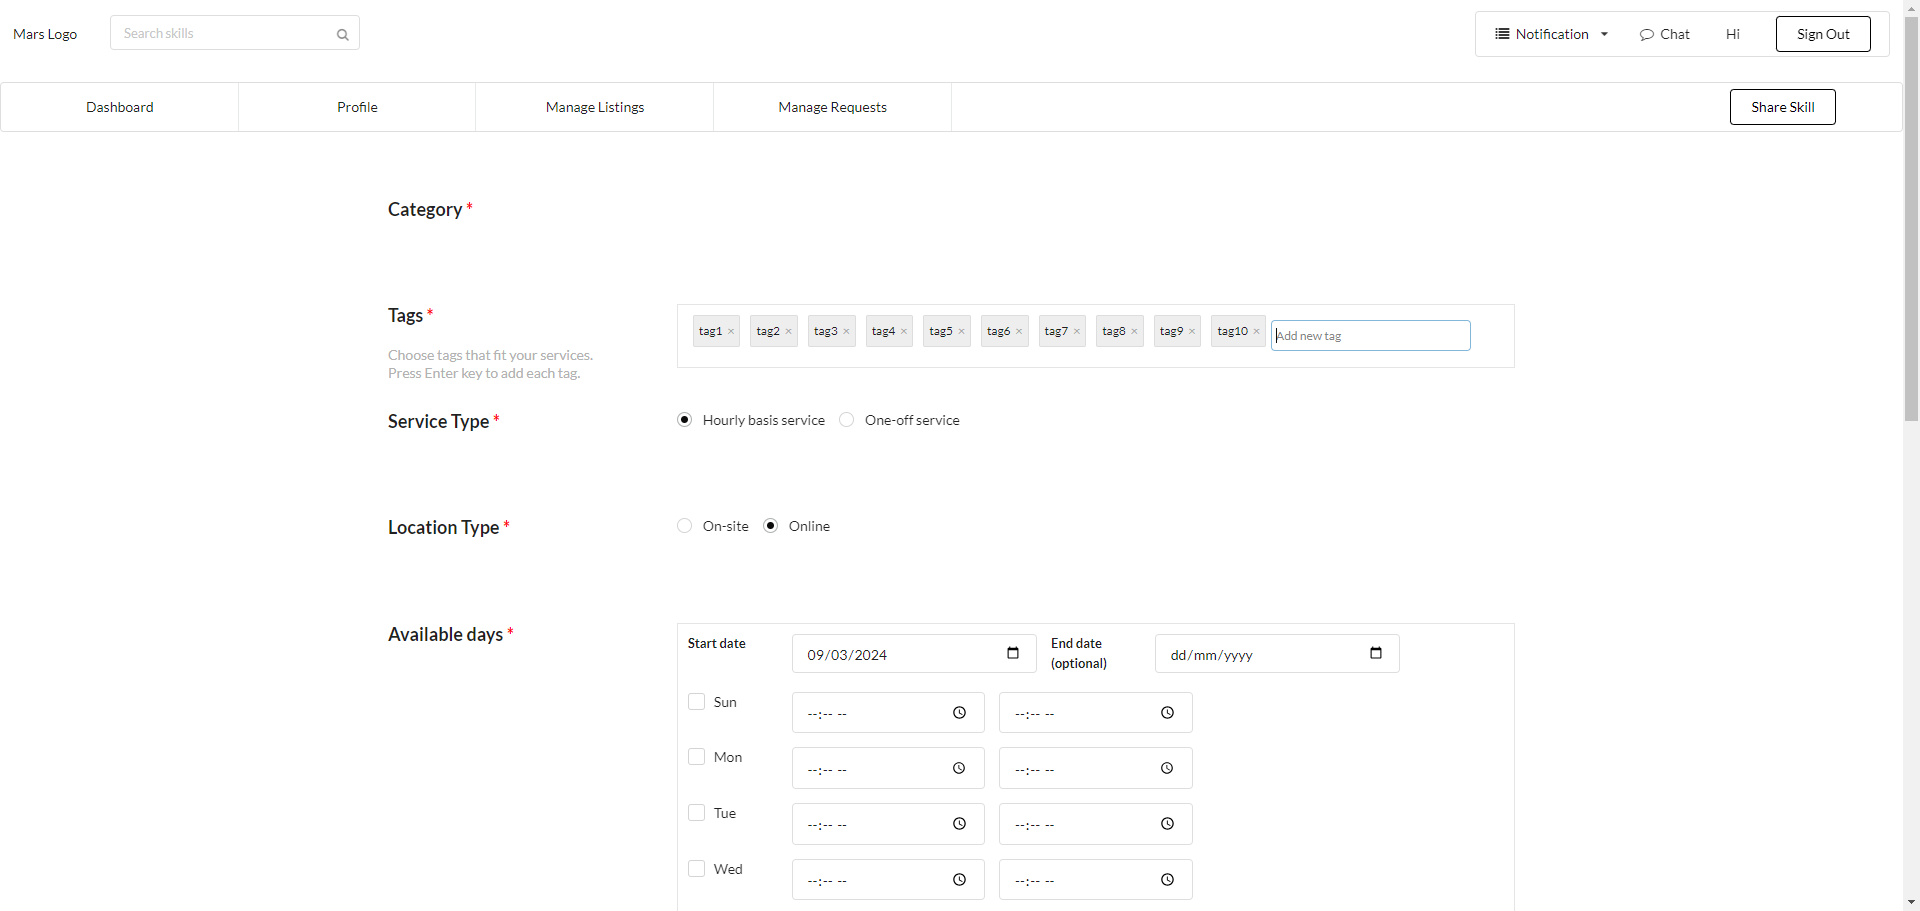 Mars Logo
Search skills
Notification
Chat
Hi
Sign Out
Dashboard
Profile
Manage Listings
Manage Requests
Share Skill
Category *
Tags *
Choose tags that fit your services.
Press Enter key to add each tag.
tag1 × tag2 × tag3 × tag4 × tag5 × tag6 × tag7 × tag8 × tag9 × tag10 × Add new tag
Service Type *
Hourly basis service
One-off service
Location Type *
On-site
Online
Available days *
Start date
09/03/2024
End date
(optional)
dd/mm/yyyy
Sun
--:-- --
--:-- --
Mon
--:-- --
--:-- --
Tue
--:-- --
--:-- --
Wed
--:-- --
--:-- --